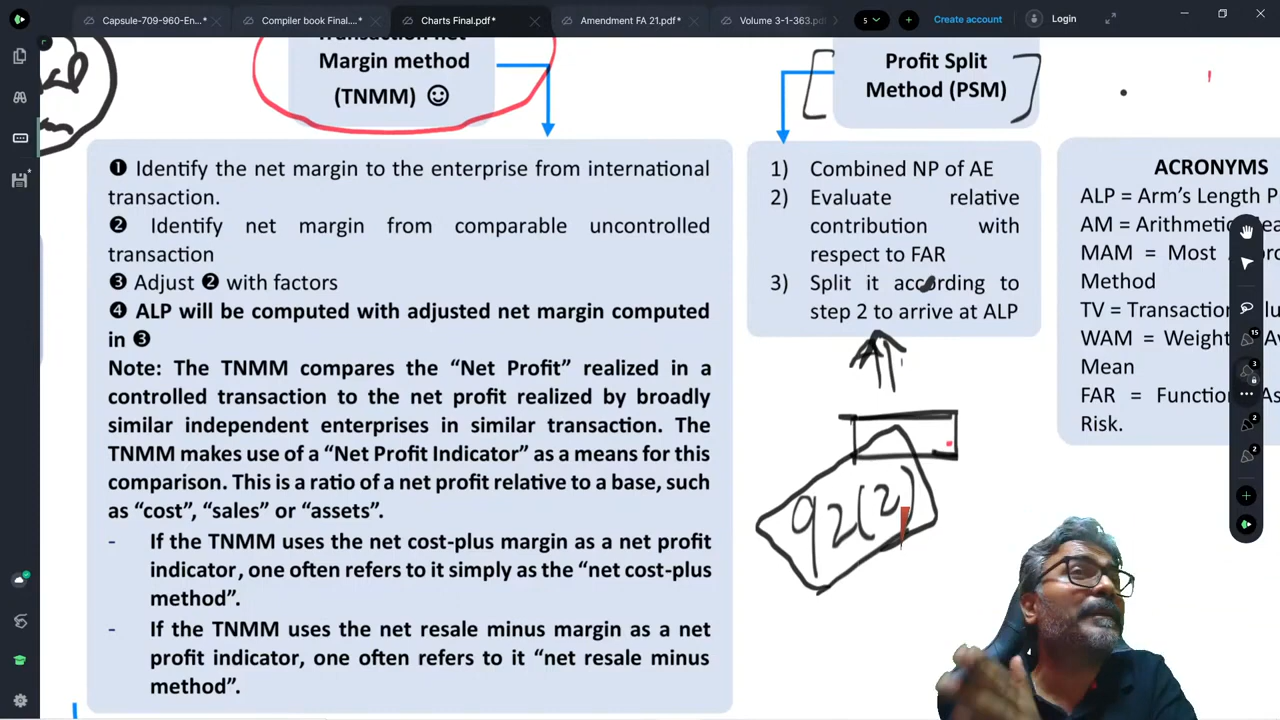 Capsule-709-960-En...*
Compiler book Final....*
Charts Final.pdf*
Amendment FA 21.pdf*
Volume 3-1-363.pd
5
Create account
Login
Transaction net
Margin method
(TNMM)
Profit Split
Method (PSM)
❶ Identify the net margin to the enterprise from international
transaction.
❷ Identify net margin from comparable uncontrolled
transaction
❸ Adjust ❷ with factors
❹ ALP will be computed with adjusted net margin computed
in ❸
Note: The TNMM compares the “Net Profit” realized in a
controlled transaction to the net profit realized by broadly
similar independent enterprises in similar transaction. The
TNMM makes use of a “Net Profit Indicator” as a means for this
comparison. This is a ratio of a net profit relative to a base, such
as “cost”, “sales” or “assets”.
- If the TNMM uses the net cost-plus margin as a net profit
indicator, one often refers to it simply as the “net cost-plus
method”.
- If the TNMM uses the net resale minus margin as a net
profit indicator, one often refers to it “net resale minus
method”.
1) Combined NP of AE
2) Evaluate relative
contribution with
respect to FAR
3) Split it according to
step 2 to arrive at ALP
92(2)
ACRONYMS
ALP = Arm’s Length P
AM = Arithmetic
MAM = Most
Method
TV = Transaction
WAM = Weight
Mean
FAR = Function
Risk.
15
3
2
2